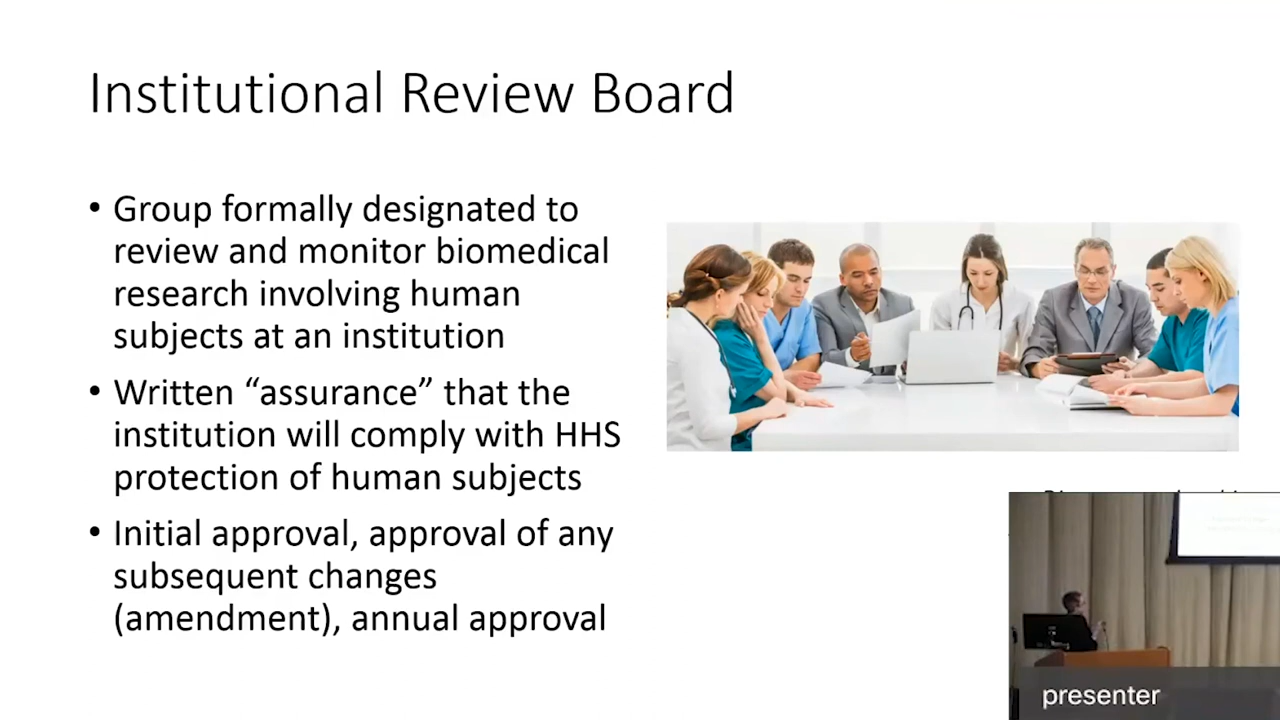 Institutional Review Board
• Group formally designated to
review and monitor biomedical
research involving human
subjects at an institution
• Written “assurance” that the
institution will comply with HHS
protection of human subjects
• Initial approval, approval of any
subsequent changes
(amendment), annual approval
presenter